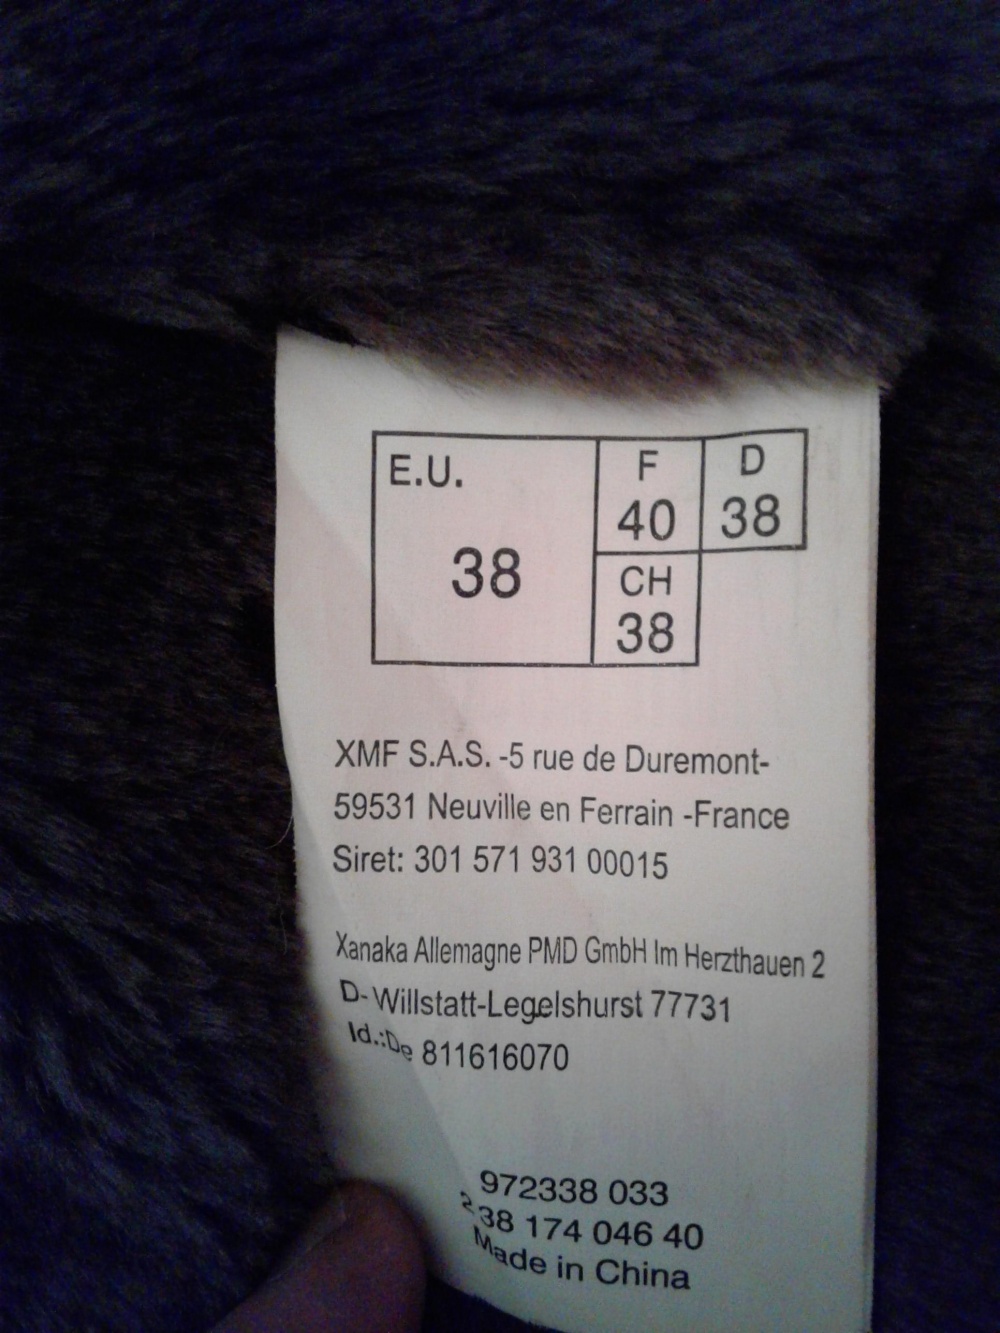 E.U.
38
F
40
D
38
CH
38
XMF S.A.S. -5 rue de Duremont-
59531 Neuville en Ferrain -France
Siret: 301 571 931 00015
Xanaka Allemagne PMD GmbH Im Herzthauen 2
D- Willstatt-Legelshurst 77731
Id.:De 811616070
972338 033
238 174 046 40
Made in China